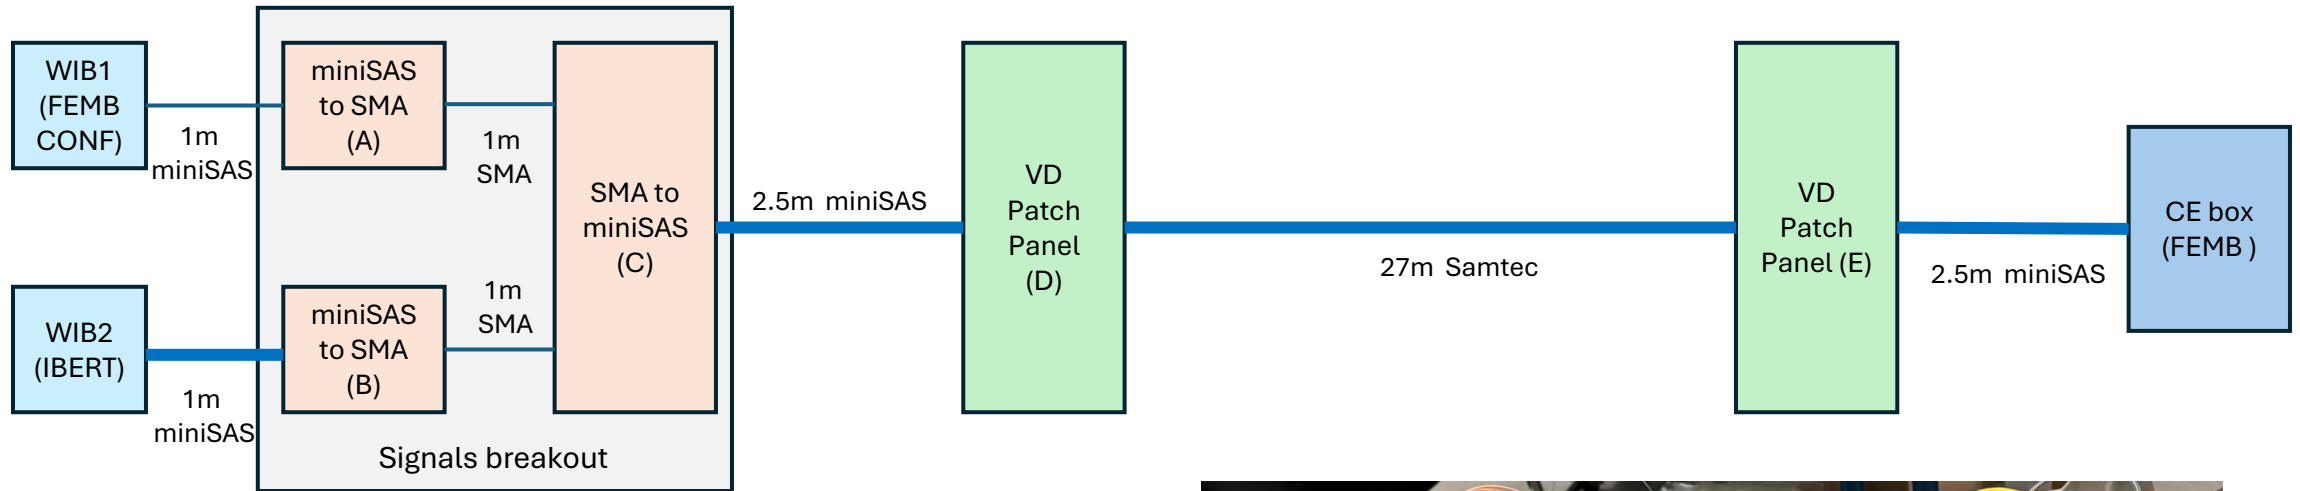 WIB1
(FEMB
CONF)
1m
miniSAS
miniSAS
to SMA
(A)
1m
SMA
WIB2
(IBERT)
1m
miniSAS
miniSAS
to SMA
(B)
1m
SMA
SMA to
miniSAS
(C)
Signals breakout
2.5m miniSAS
VD
Patch
Panel
(D)
27m Samtec
VD
Patch
Panel (E)
2.5m miniSAS
CE box
(FEMB )